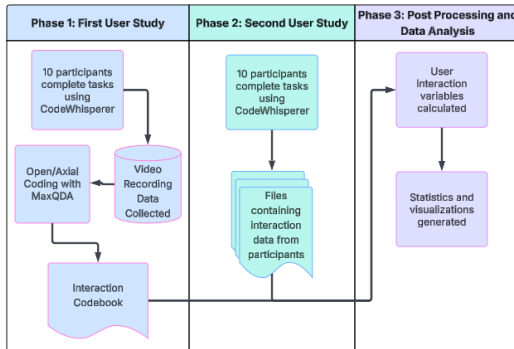 Phase 1: First User Study
10 participants
complete tasks
using
CodeWhisperer
Open/Axial
Coding with
MaxQDA
Video
Recording
Data
Collected
Interaction
Codebook
Phase 2: Second User Study
10 participants
complete tasks
using
CodeWhisperer
Files
containing
interaction
data from
participants
Phase 3: Post Processing and
Data Analysis
User
interaction
variables
calculated
Statistics and
visualizations
generated